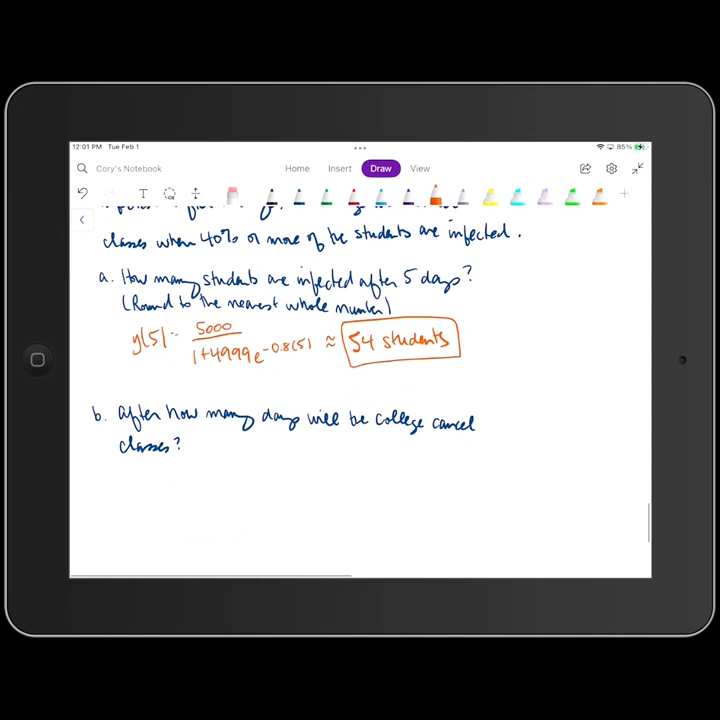 12:01 PM Tue Feb 1
85%
Cory's Notebook
Home Insert Draw View
classes when 40% or more of the students are infected.
a. How many students are infected after 5 days?
(Round to the nearest whole number)
y(5) = 5000 / 1+4999e^-0.8(5) ≈ 54 students
b. After how many days will the college cancel
classes?